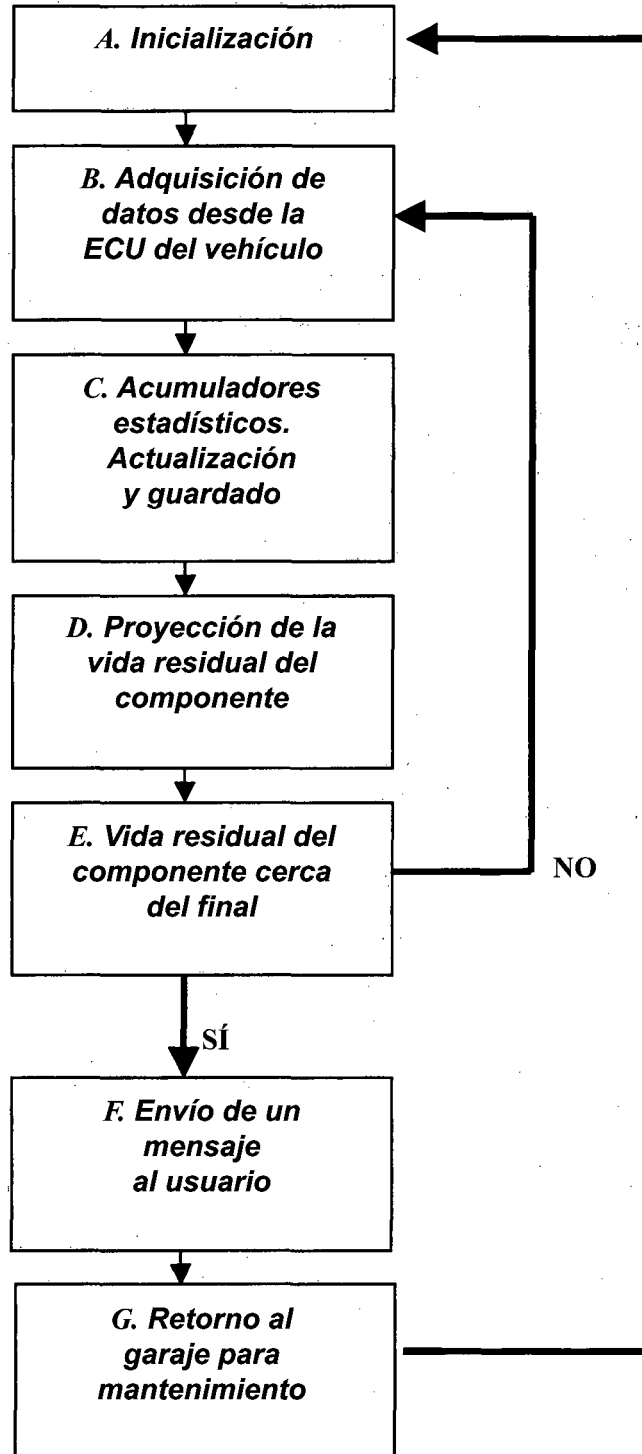 A. Inicialización
B. Adquisición de
datos desde la
ECU del vehículo
C. Acumuladores
estadísticos.
Actualización
y guardado
D. Proyección de la
vida residual del
componente
E. Vida residual del
componente cerca
del final
NO
SÍ
F. Envío de un
mensaje
al usuario
G. Retorno al
garaje para
mantenimiento